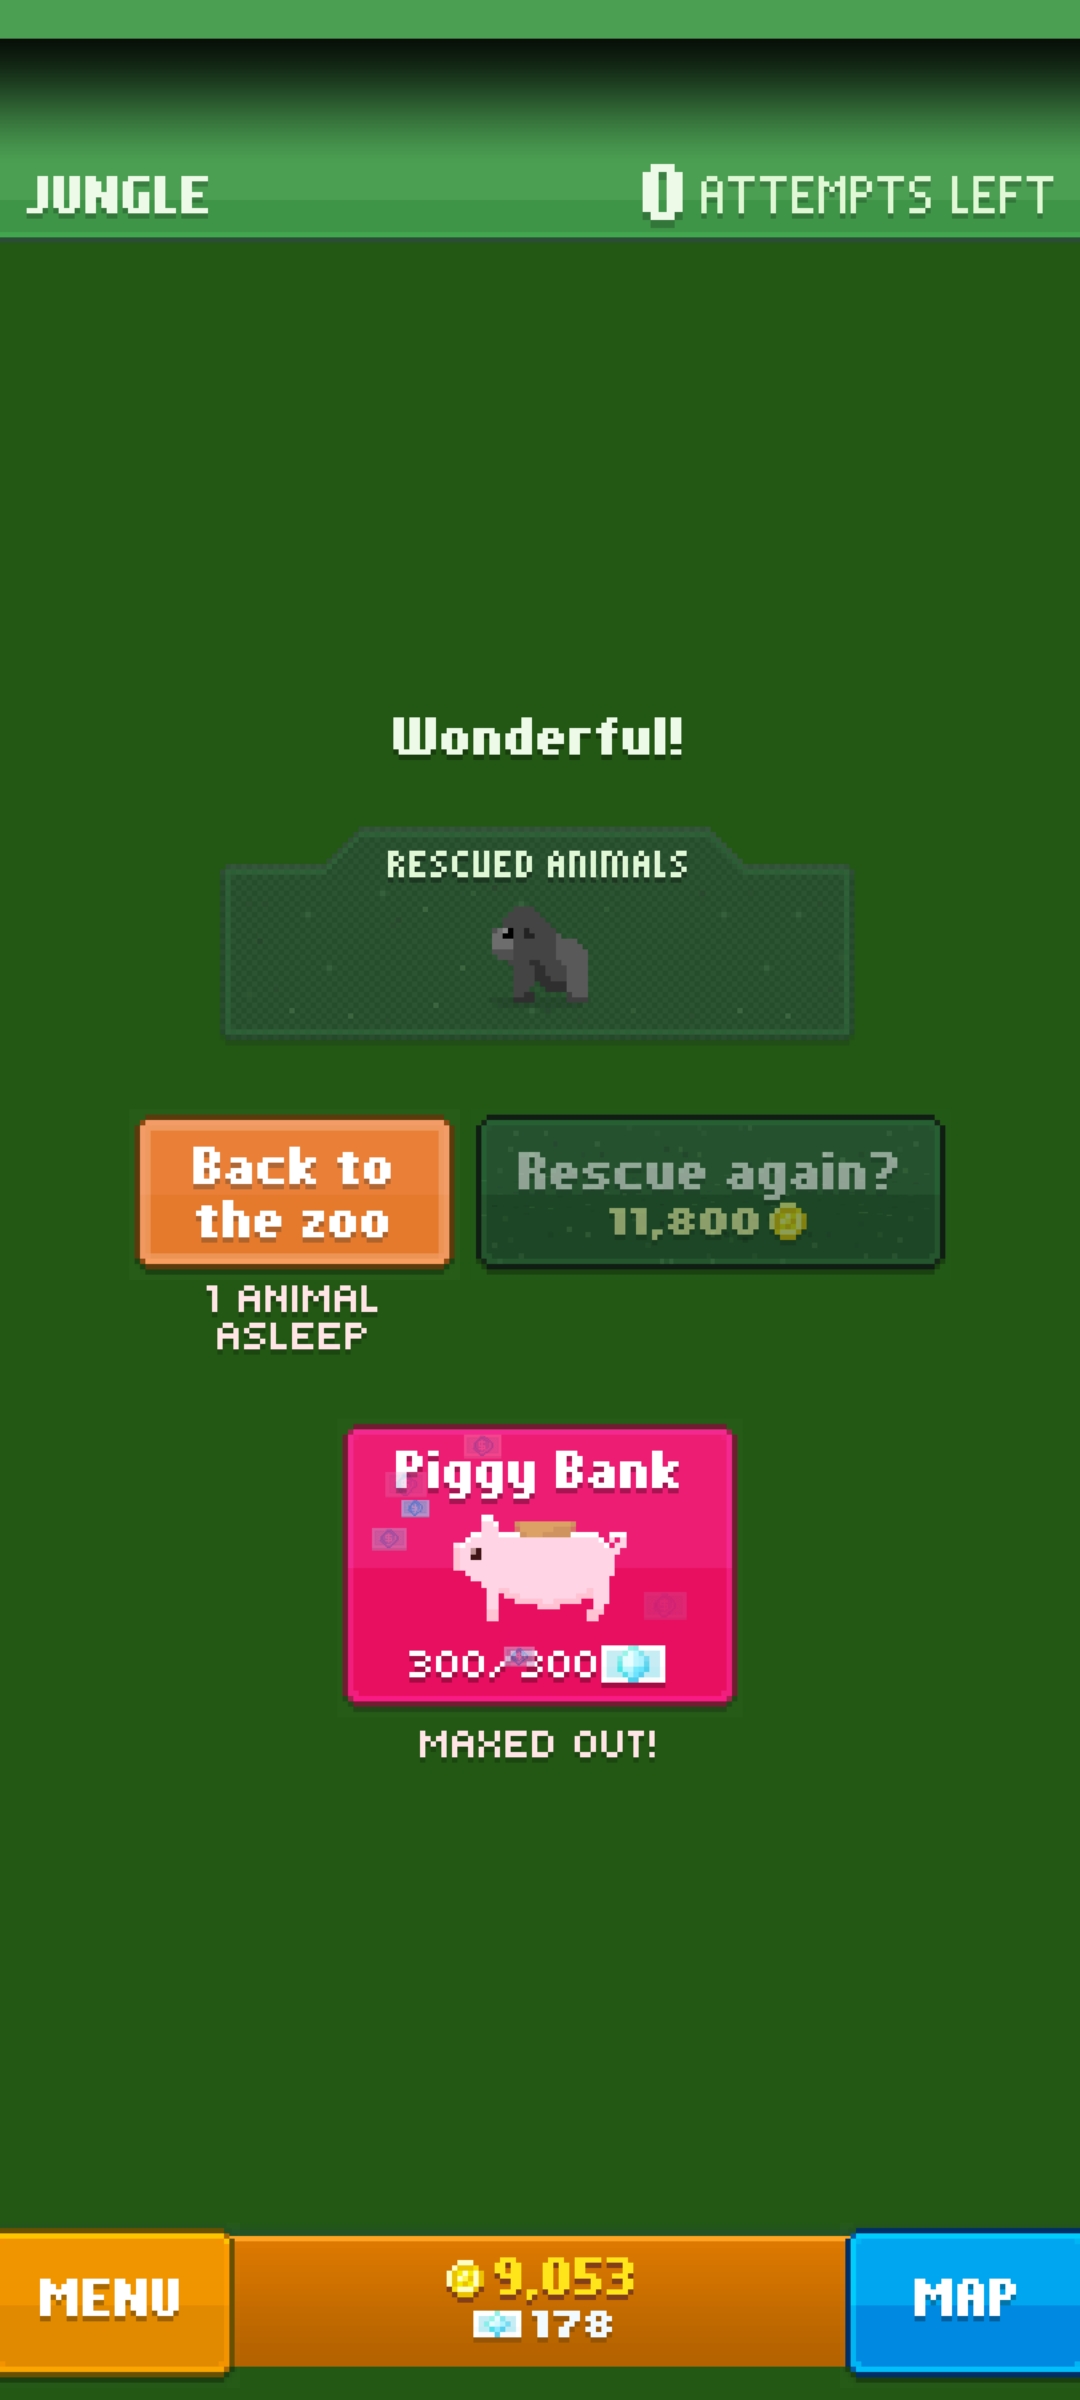 JUNGLE
0 ATTEMPTS LEFT
Wonderful!
RESCUED ANIMALS
Back to
the zoo
Rescue again?
11,800
1 ANIMAL
ASLEEP
Piggy Bank
300/300
MAXED OUT!
MENU
9,053
178
MAP